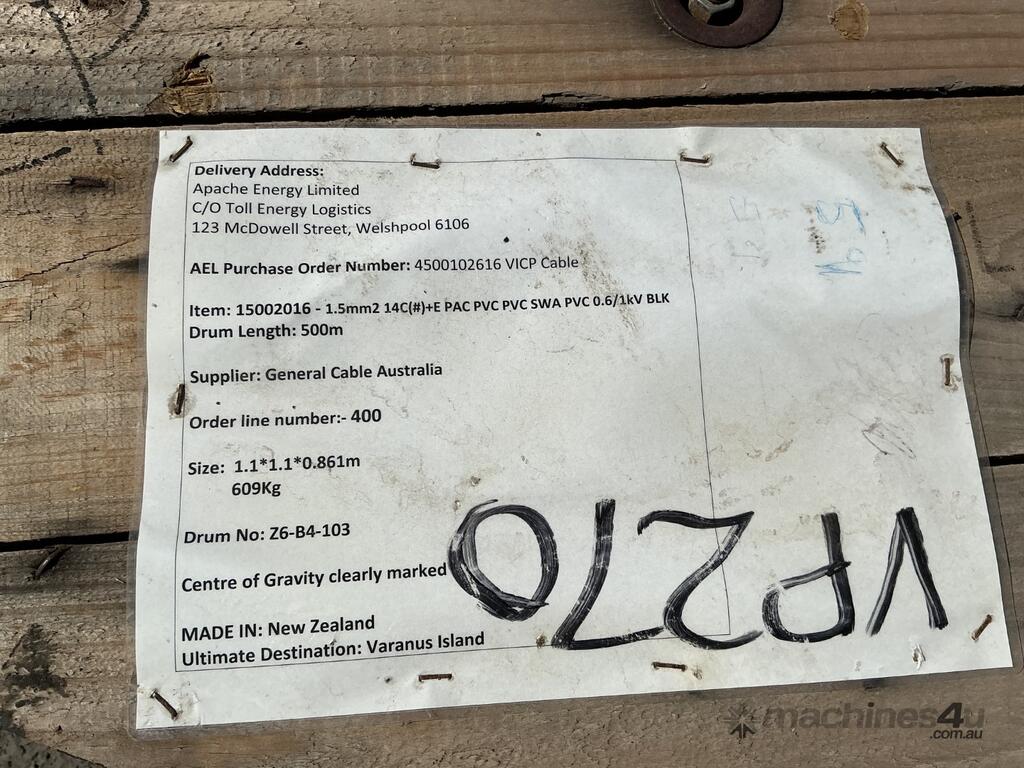 Delivery Address:
Apache Energy Limited
C/O Toll Energy Logistics
123 McDowell Street, Welshpool 6106
AEL Purchase Order Number: 4500102616 VICP Cable
Item: 15002016 - 1.5mm2 14C(#)+E PAC PVC PVC SWA PVC 0.6/1kV BLK
Drum Length: 500m
Supplier: General Cable Australia
Order line number:- 400
Size: 1.1*1.1*0.861m
609Kg
Drum No: Z6-B4-103
Centre of Gravity clearly marked
MADE IN: New Zealand
Ultimate Destination: Varanus Island
VP270
machines4u
.com.au